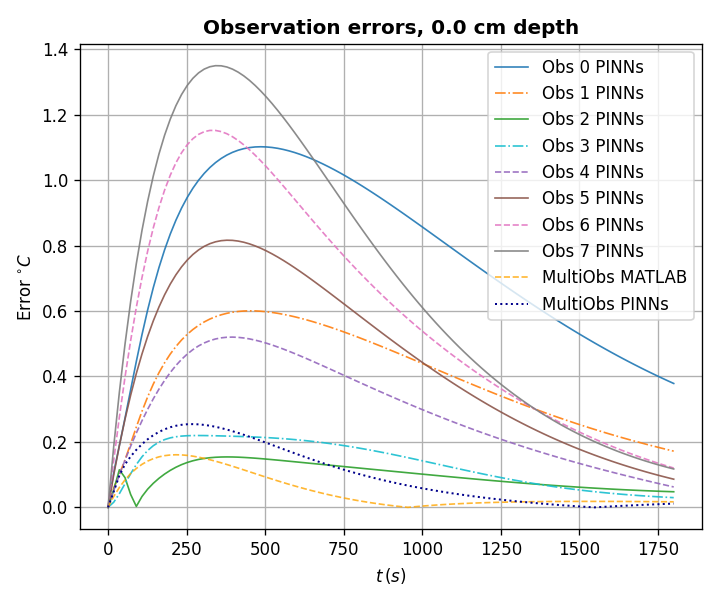 Observation errors, 0.0 cm depth
Error °C
1.4
1.2
1.0
0.8
0.6
0.4
0.2
0.0
Obs 0 PINNs
Obs 1 PINNs
Obs 2 PINNs
Obs 3 PINNs
Obs 4 PINNs
Obs 5 PINNs
Obs 6 PINNs
Obs 7 PINNs
MultiObs MATLAB
MultiObs PINNs
0 250 500 750 1000 1250 1500 1750
t (s)